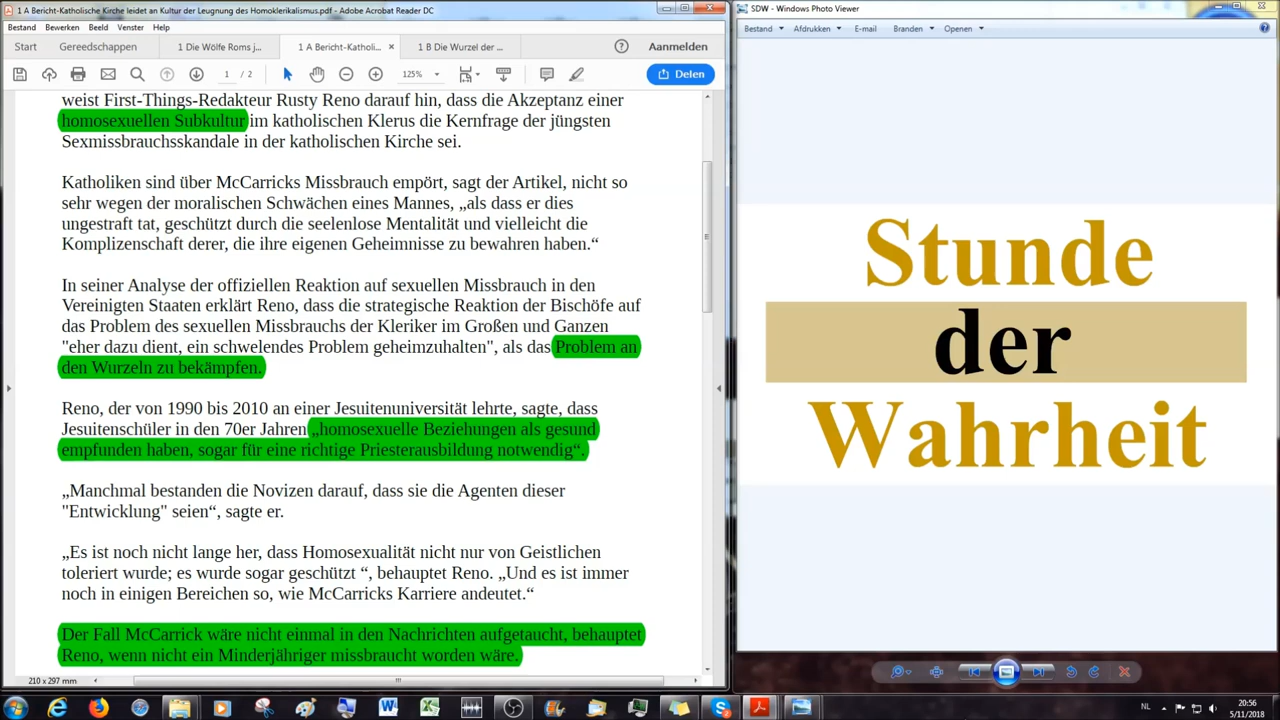 1 A Bericht-Katholische Kirche leidet an Kultur der Leugnung des Homoklerikalismus.pdf - Adobe Acrobat Reader DC
Bestand Bewerken Beeld Venster Help
Start Gereedschappen 1 Die Wölfe Roms j... 1 A Bericht-Katholi... × 1 B Die Wurzel der ... Aanmelden
1 / 2 125% Delen
weist First-Things-Redakteur Rusty Reno darauf hin, dass die Akzeptanz einer
homosexuellen Subkultur im katholischen Klerus die Kernfrage der jüngsten
Sexmissbrauchsskandale in der katholischen Kirche sei.
Katholiken sind über McCarricks Missbrauch empört, sagt der Artikel, nicht so
sehr wegen der moralischen Schwächen eines Mannes, „als dass er dies
ungestraft tat, geschützt durch die seelenlose Mentalität und vielleicht die
Komplizenschaft derer, die ihre eigenen Geheimnisse zu bewahren haben.“
In seiner Analyse der offiziellen Reaktion auf sexuellen Missbrauch in den
Vereinigten Staaten erklärt Reno, dass die strategische Reaktion der Bischöfe auf
das Problem des sexuellen Missbrauchs der Kleriker im Großen und Ganzen
"eher dazu dient, ein schwelendes Problem geheimzuhalten", als das Problem an
den Wurzeln zu bekämpfen.
Reno, der von 1990 bis 2010 an einer Jesuitenuniversität lehrte, sagte, dass
Jesuitenschüler in den 70er Jahren „homosexuelle Beziehungen als gesund
empfunden haben, sogar für eine richtige Priesterausbildung notwendig“.
„Manchmal bestanden die Novizen darauf, dass sie die Agenten dieser
"Entwicklung" seien“, sagte er.
„Es ist noch nicht lange her, dass Homosexualität nicht nur von Geistlichen
toleriert wurde; es wurde sogar geschützt “, behauptet Reno. „Und es ist immer
noch in einigen Bereichen so, wie McCarricks Karriere andeutet.“
Der Fall McCarrick wäre nicht einmal in den Nachrichten aufgetaucht, behauptet
Reno, wenn nicht ein Minderjähriger missbraucht worden wäre.
210 x 297 mm
SDW - Windows Photo Viewer
Bestand Afdrukken E-mail Branden Openen
Stunde
der
Wahrheit
NL 20:56
5/11/2018